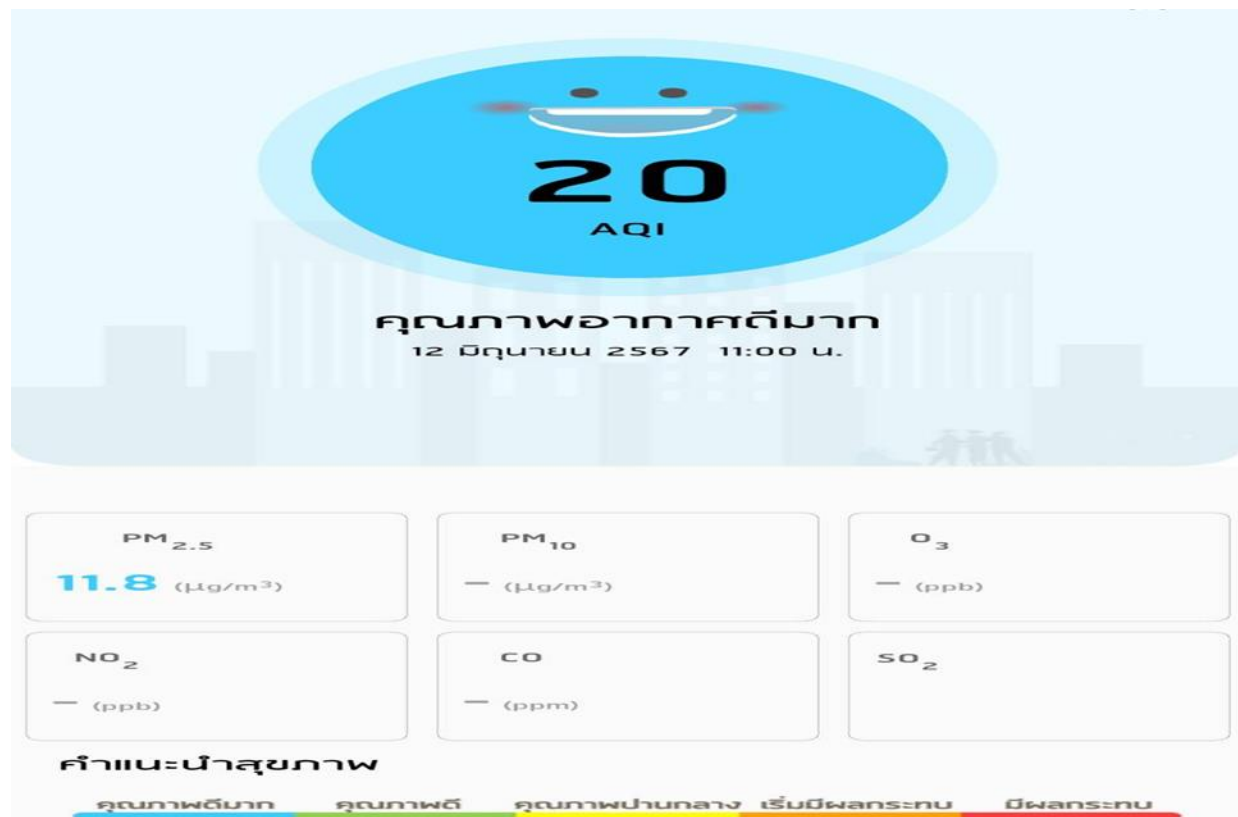 20
AQI
คุณภาพอากาศดีมาก
12 มิถุนายน 2567 11:00 น.
PM2.5 PM10 O3
11.8 (μg/m³) – (μg/m³) – (ppb)
NO2 CO SO2
– (ppb) – (ppm)
คำแนะนำสุขภาพ
คุณภาพดีมาก คุณภาพดี คุณภาพปานกลาง เริ่มมีผลกระทบ มีผลกระทบ